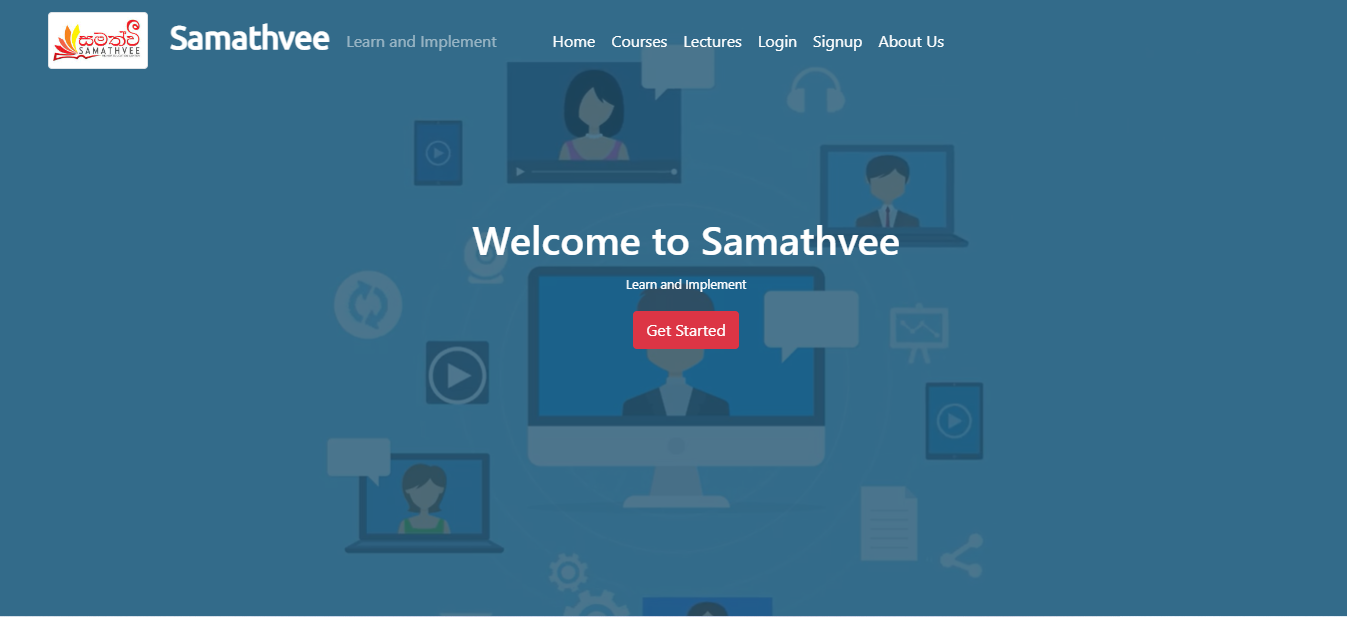 සමත්වී
SAMATHVEE
Samathvee Learn and Implement Home Courses Lectures Login Signup About Us
Welcome to Samathvee
Learn and Implement
Get Started